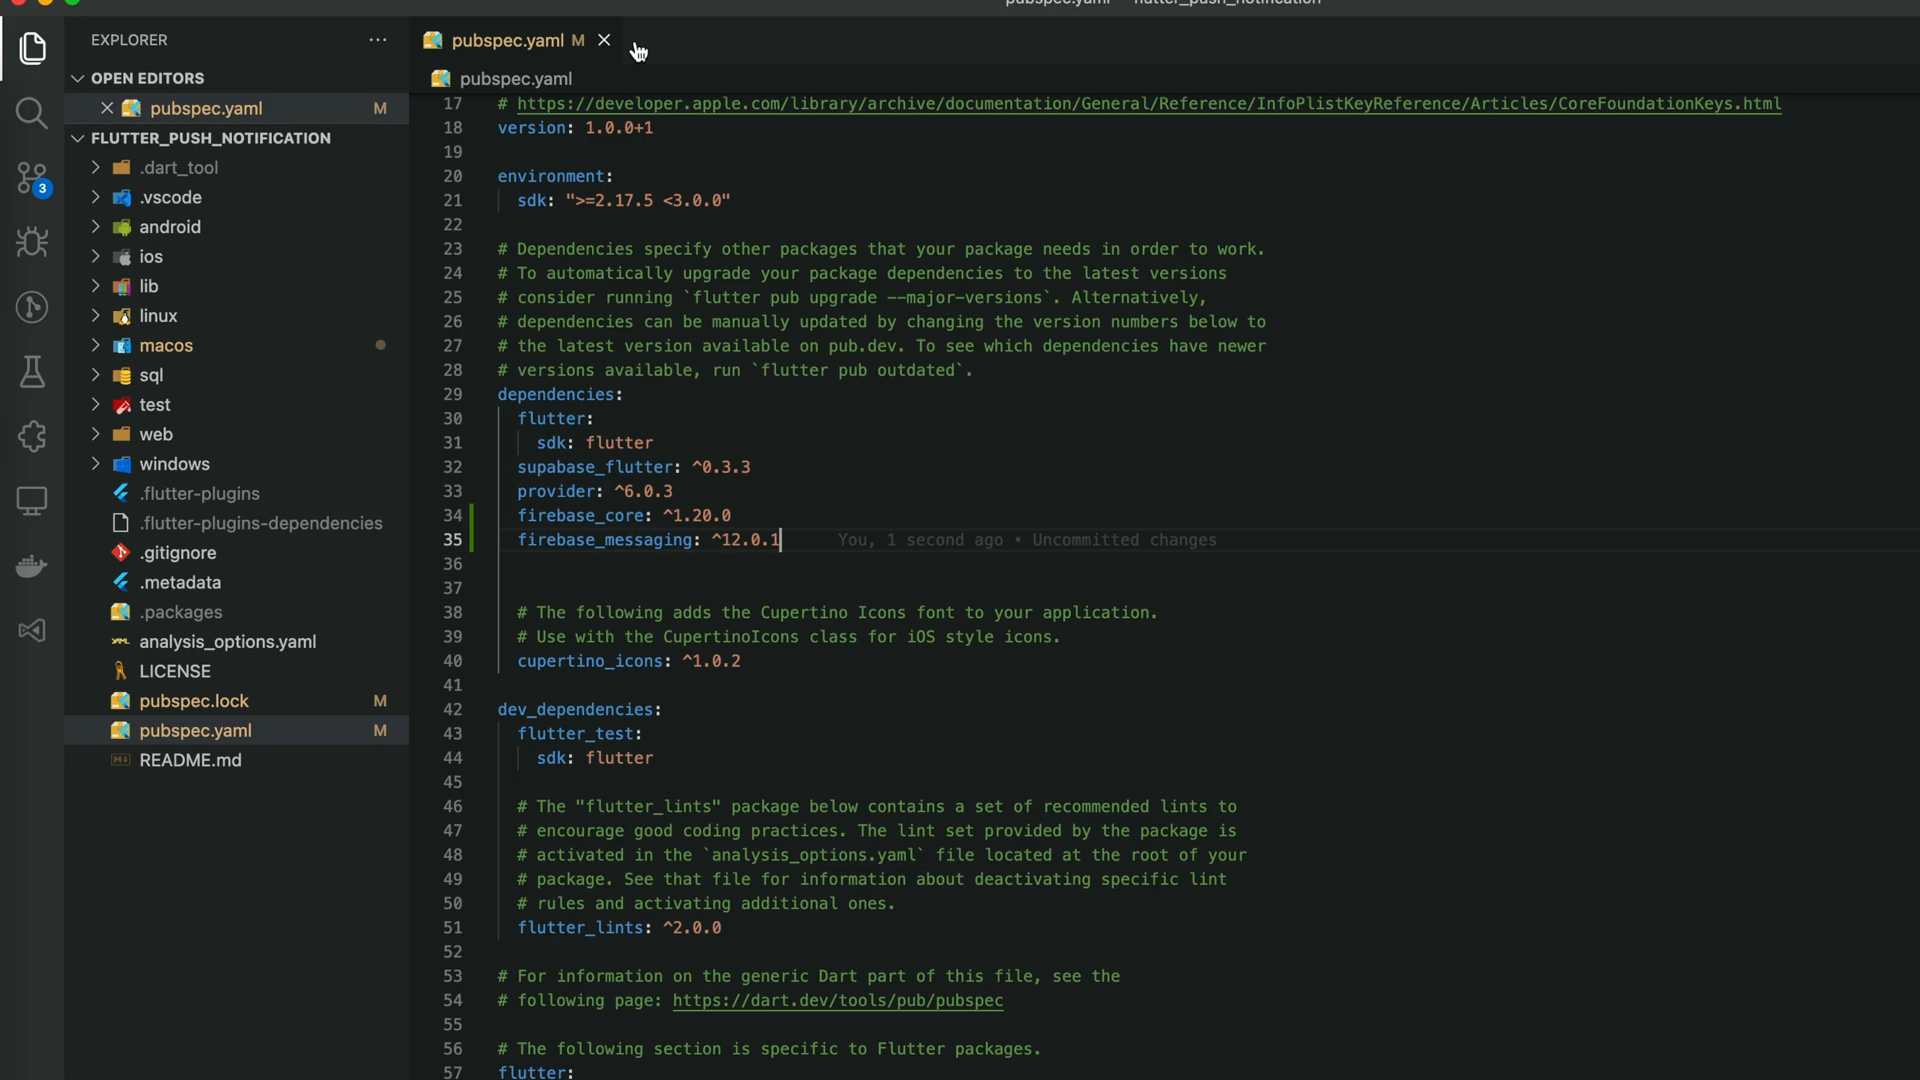 EXPLORER
OPEN EDITORS
pubspec.yaml M
FLUTTER_PUSH_NOTIFICATION
.dart_tool
.vscode
android
ios
lib
linux
macos
sql
test
web
windows
.flutter-plugins
.flutter-plugins-dependencies
.gitignore
.metadata
.packages
analysis_options.yaml
LICENSE
pubspec.lock M
pubspec.yaml M
README.md
3
pubspec.yaml M
pubspec.yaml
17 # https://developer.apple.com/library/archive/documentation/General/Reference/InfoPlistKeyReference/Articles/CoreFoundationKeys.html
18 version: 1.0.0+1
19
20 environment:
21 sdk: ">=2.17.5 <3.0.0"
22
23 # Dependencies specify other packages that your package needs in order to work.
24 # To automatically upgrade your package dependencies to the latest versions
25 # consider running `flutter pub upgrade --major-versions`. Alternatively,
26 # dependencies can be manually updated by changing the version numbers below to
27 # the latest version available on pub.dev. To see which dependencies have newer
28 # versions available, run `flutter pub outdated`.
29 dependencies:
30 flutter:
31 sdk: flutter
32 supabase_flutter: ^0.3.3
33 provider: ^6.0.3
34 firebase_core: ^1.20.0
35 firebase_messaging: ^12.0.1 You, 1 second ago • Uncommitted changes
36
37
38 # The following adds the Cupertino Icons font to your application.
39 # Use with the CupertinoIcons class for iOS style icons.
40 cupertino_icons: ^1.0.2
41
42 dev_dependencies:
43 flutter_test:
44 sdk: flutter
45
46 # The "flutter_lints" package below contains a set of recommended lints to
47 # encourage good coding practices. The lint set provided by the package is
48 # activated in the `analysis_options.yaml` file located at the root of your
49 # package. See that file for information about deactivating specific lint
50 # rules and activating additional ones.
51 flutter_lints: ^2.0.0
52
53 # For information on the generic Dart part of this file, see the
54 # following page: https://dart.dev/tools/pub/pubspec
55
56 # The following section is specific to Flutter packages.
57 flutter: